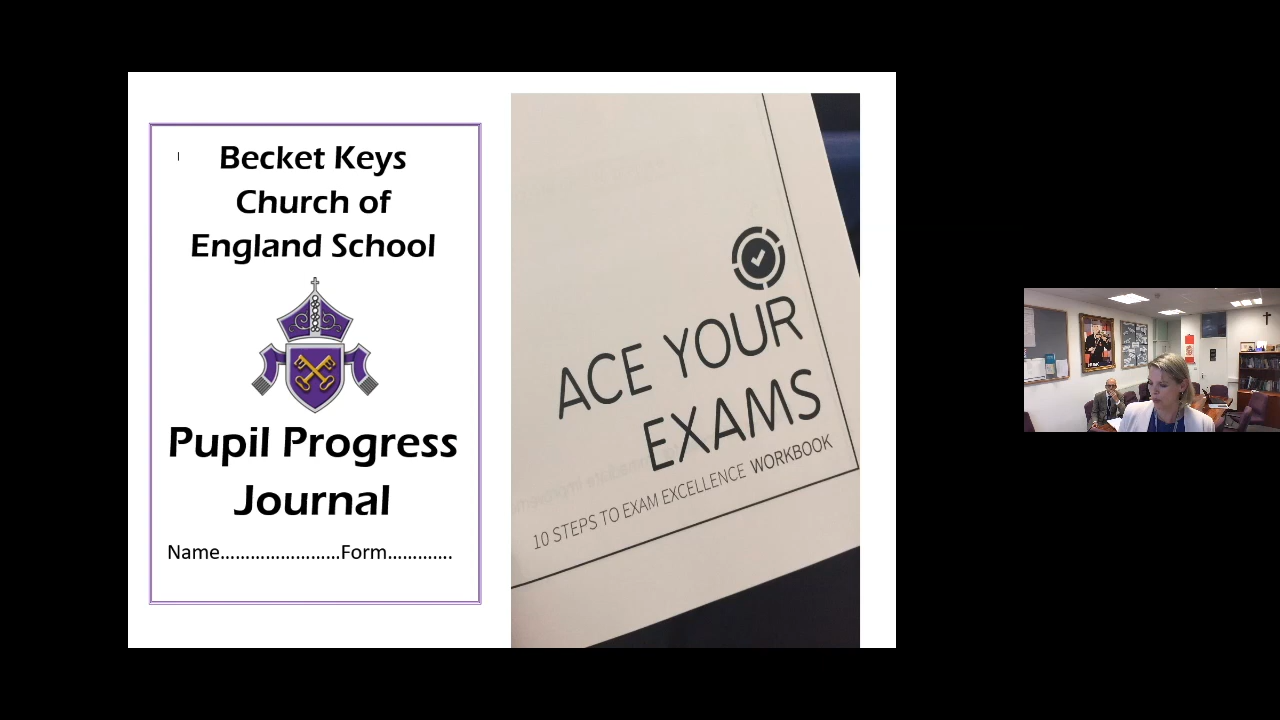 Becket Keys
Church of
England School
Pupil Progress
Journal
Name........................Form.............
ACE YOUR
EXAMS
10 STEPS TO EXAM EXCELLENCE WORKBOOK